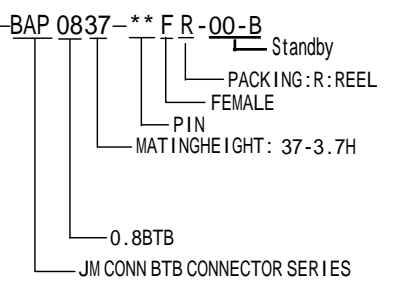 -BAP 0837-**FR-00-B
Standby
PACKING:R:REEL
FEMALE
PIN
MATINGHEIGHT: 37-3.7H
0.8BTB
JM CONN BTB CONNECTOR SERIES